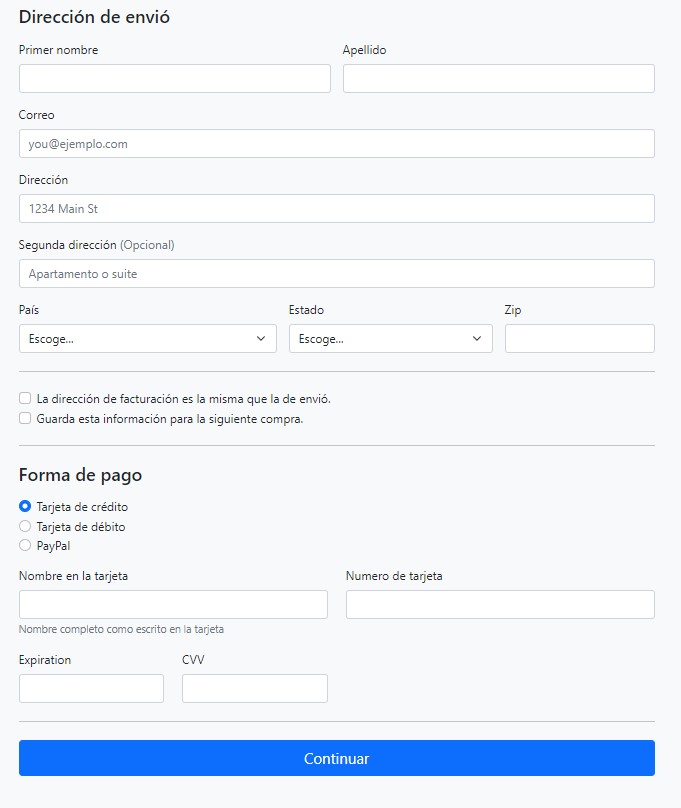 Dirección de envió
Primer nombre Apellido
Correo
you@ejemplo.com
Dirección
1234 Main St
Segunda dirección (Opcional)
Apartamento o suite
País Estado Zip
Escoge... Escoge...
La dirección de facturación es la misma que la de envió.
Guarda esta información para la siguiente compra.
Forma de pago
Tarjeta de crédito
Tarjeta de débito
PayPal
Nombre en la tarjeta Numero de tarjeta
Nombre completo como escrito en la tarjeta
Expiration CVV
Continuar